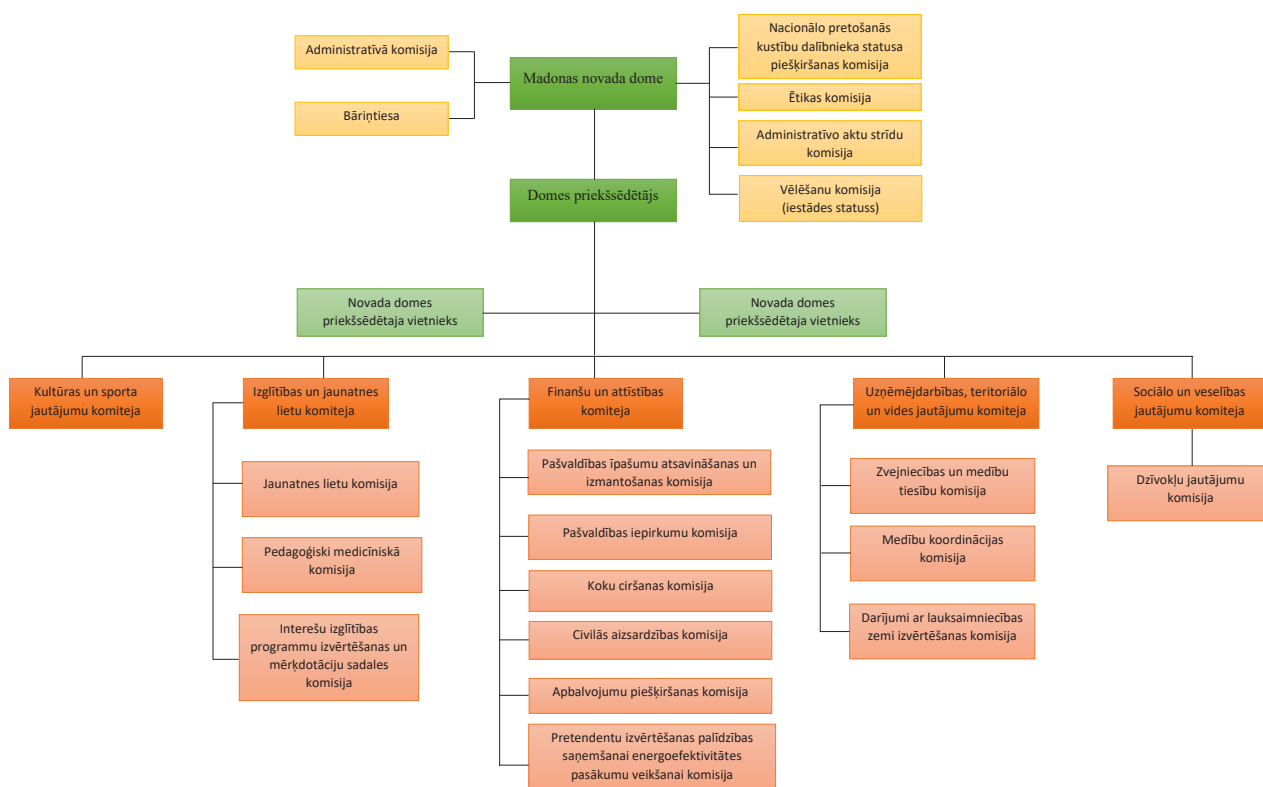 Administratīvā komisija
Bāriņtiesa
Madonas novada dome
Nacionālo pretošanās
kustību dalībnieka statusa
piešķiršanas komisija
Ētikas komisija
Administratīvo aktu strīdu
komisija
Vēlēšanu komisija
(iestādes statuss)
Domes priekšsēdētājs
Novada domes
priekšsēdētaja vietnieks
Novada domes
priekšsēdētaja vietnieks
Kultūras un sporta
jautājumu komiteja
Izglītības un jaunatnes
lietu komiteja
Jaunatnes lietu komisija
Pedagoģiski medicīniskā
komisija
Interešu izglītības
programmu izvērtēšanas un
mērķdotāciju sadales
komisija
Finanšu un attīstības
komiteja
Pašvaldības īpašumu atsavināšanas un
izmantošanas komisija
Pašvaldības iepirkumu komisija
Koku ciršanas komisija
Civilās aizsardzības komisija
Apbalvojumu piešķiršanas komisija
Pretendentu izvērtēšanas palīdzības
saņemšanai energoefektivitātes
pasākumu veikšanai komisija
Uzņēmējdarbības, teritoriālo
un vides jautājumu komiteja
Zvejniecības un medību
tiesību komisija
Medību koordinācijas
komisija
Darījumi ar lauksaimniecības
zemi izvērtēšanas komisija
Sociālo un veselības
jautājumu komiteja
Dzīvokļu jautājumu
komisija